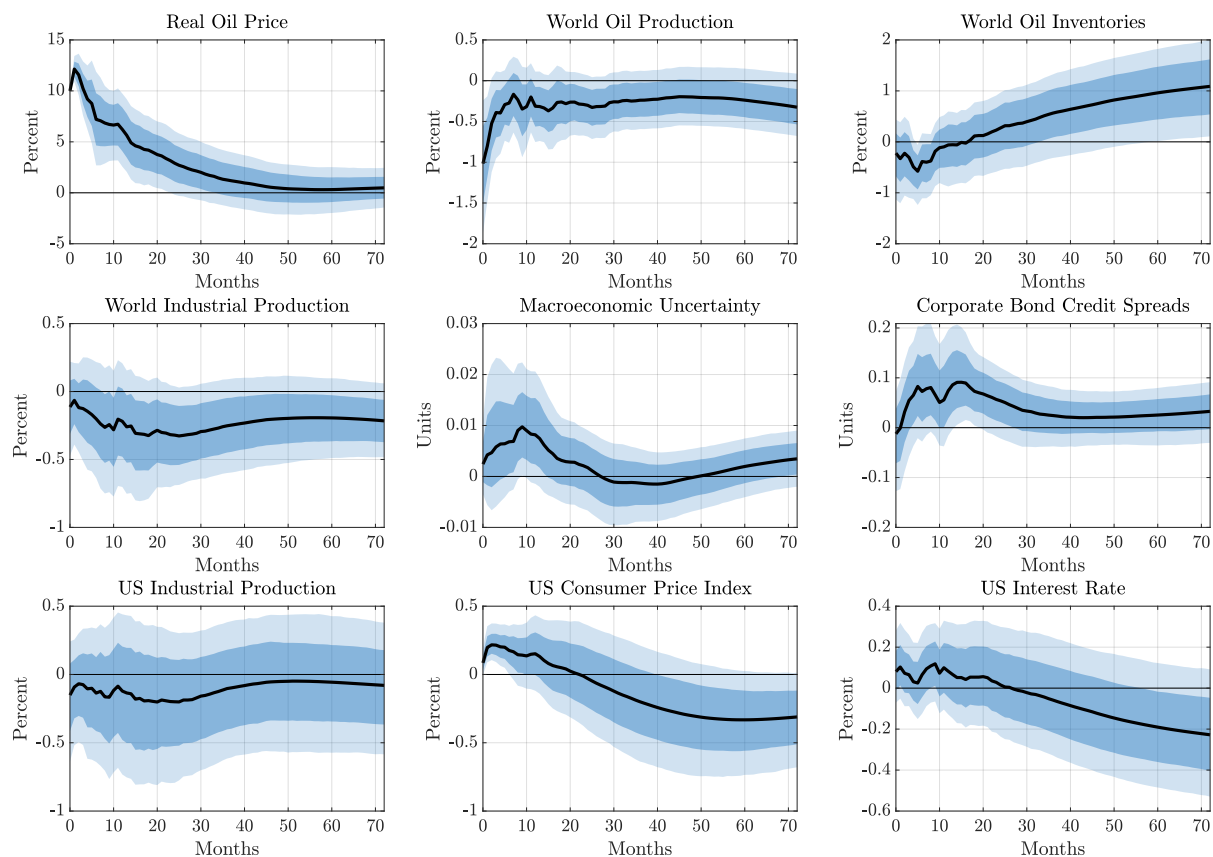 Real Oil Price
World Oil Production
World Oil Inventories
15
10
5
0
-5
Percent
0 10 20 30 40 50 60 70
Months
0.5
0
-0.5
-1
-1.5
-2
Percent
0 10 20 30 40 50 60 70
Months
2
1
0
-1
-2
Percent
0 10 20 30 40 50 60 70
Months
World Industrial Production
Macroeconomic Uncertainty
Corporate Bond Credit Spreads
0.5
0
-0.5
-1
Percent
0 10 20 30 40 50 60 70
Months
0.03
0.02
0.01
0
-0.01
Units
0 10 20 30 40 50 60 70
Months
0.2
0.1
0
-0.1
-0.2
Units
0 10 20 30 40 50 60 70
Months
US Industrial Production
US Consumer Price Index
US Interest Rate
0.5
0
-0.5
-1
Percent
0 10 20 30 40 50 60 70
Months
0.5
0
-0.5
-1
Percent
0 10 20 30 40 50 60 70
Months
0.4
0.2
0
-0.2
-0.4
-0.6
Percent
0 10 20 30 40 50 60 70
Months